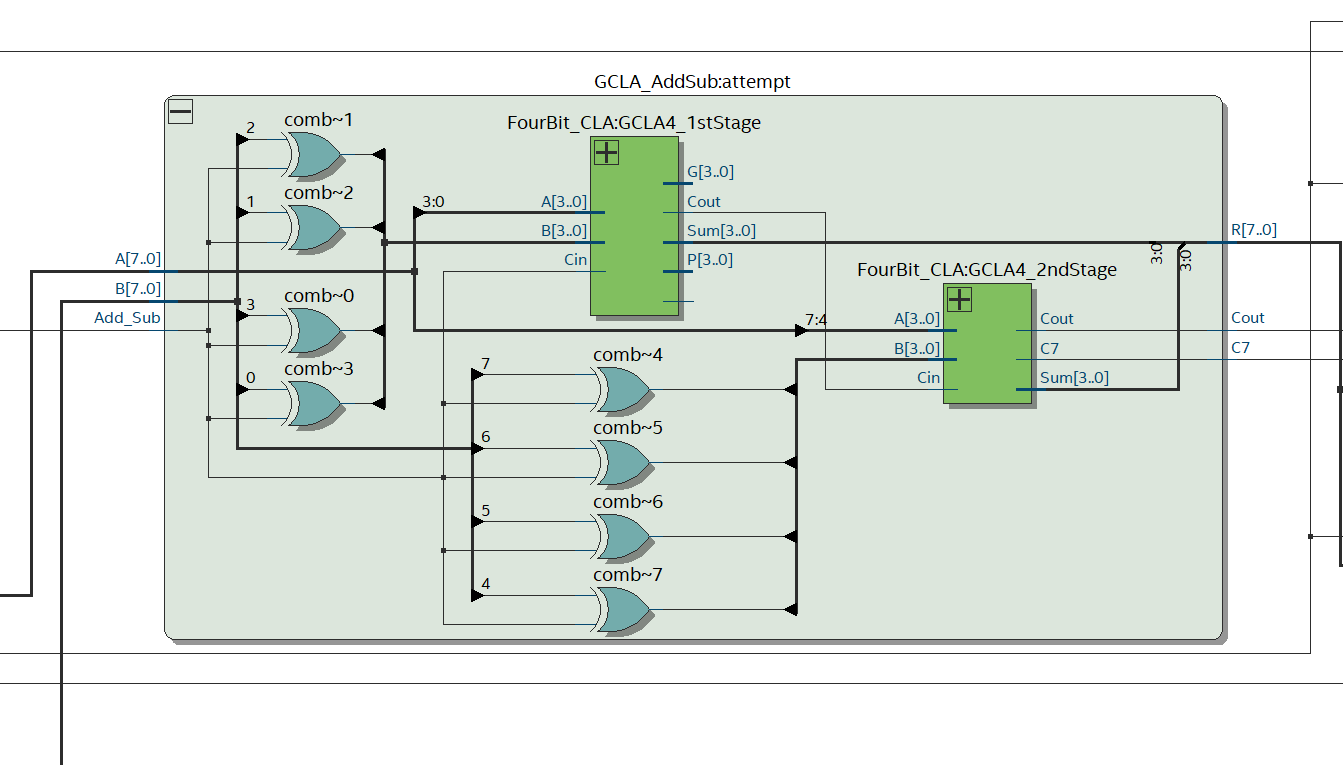 GCLA_AddSub:attempt
comb~1
FourBit_CLA:GCLA4_1stStage
2
G[3..0]
comb~2
1
3:0
A[3..0]
Cout
B[3..0]
Sum[3..0]
R[7..0]
A[7..0]
Cin
P[3..0]
3:0
3:0
FourBit_CLA:GCLA4_2ndStage
B[7..0]
comb~0
3
Add_Sub
7:4
A[3..0]
Cout
Cout
comb~4
B[3..0]
C7
C7
comb~3
7
0
Cin
Sum[3..0]
comb~5
6
comb~6
5
comb~7
4